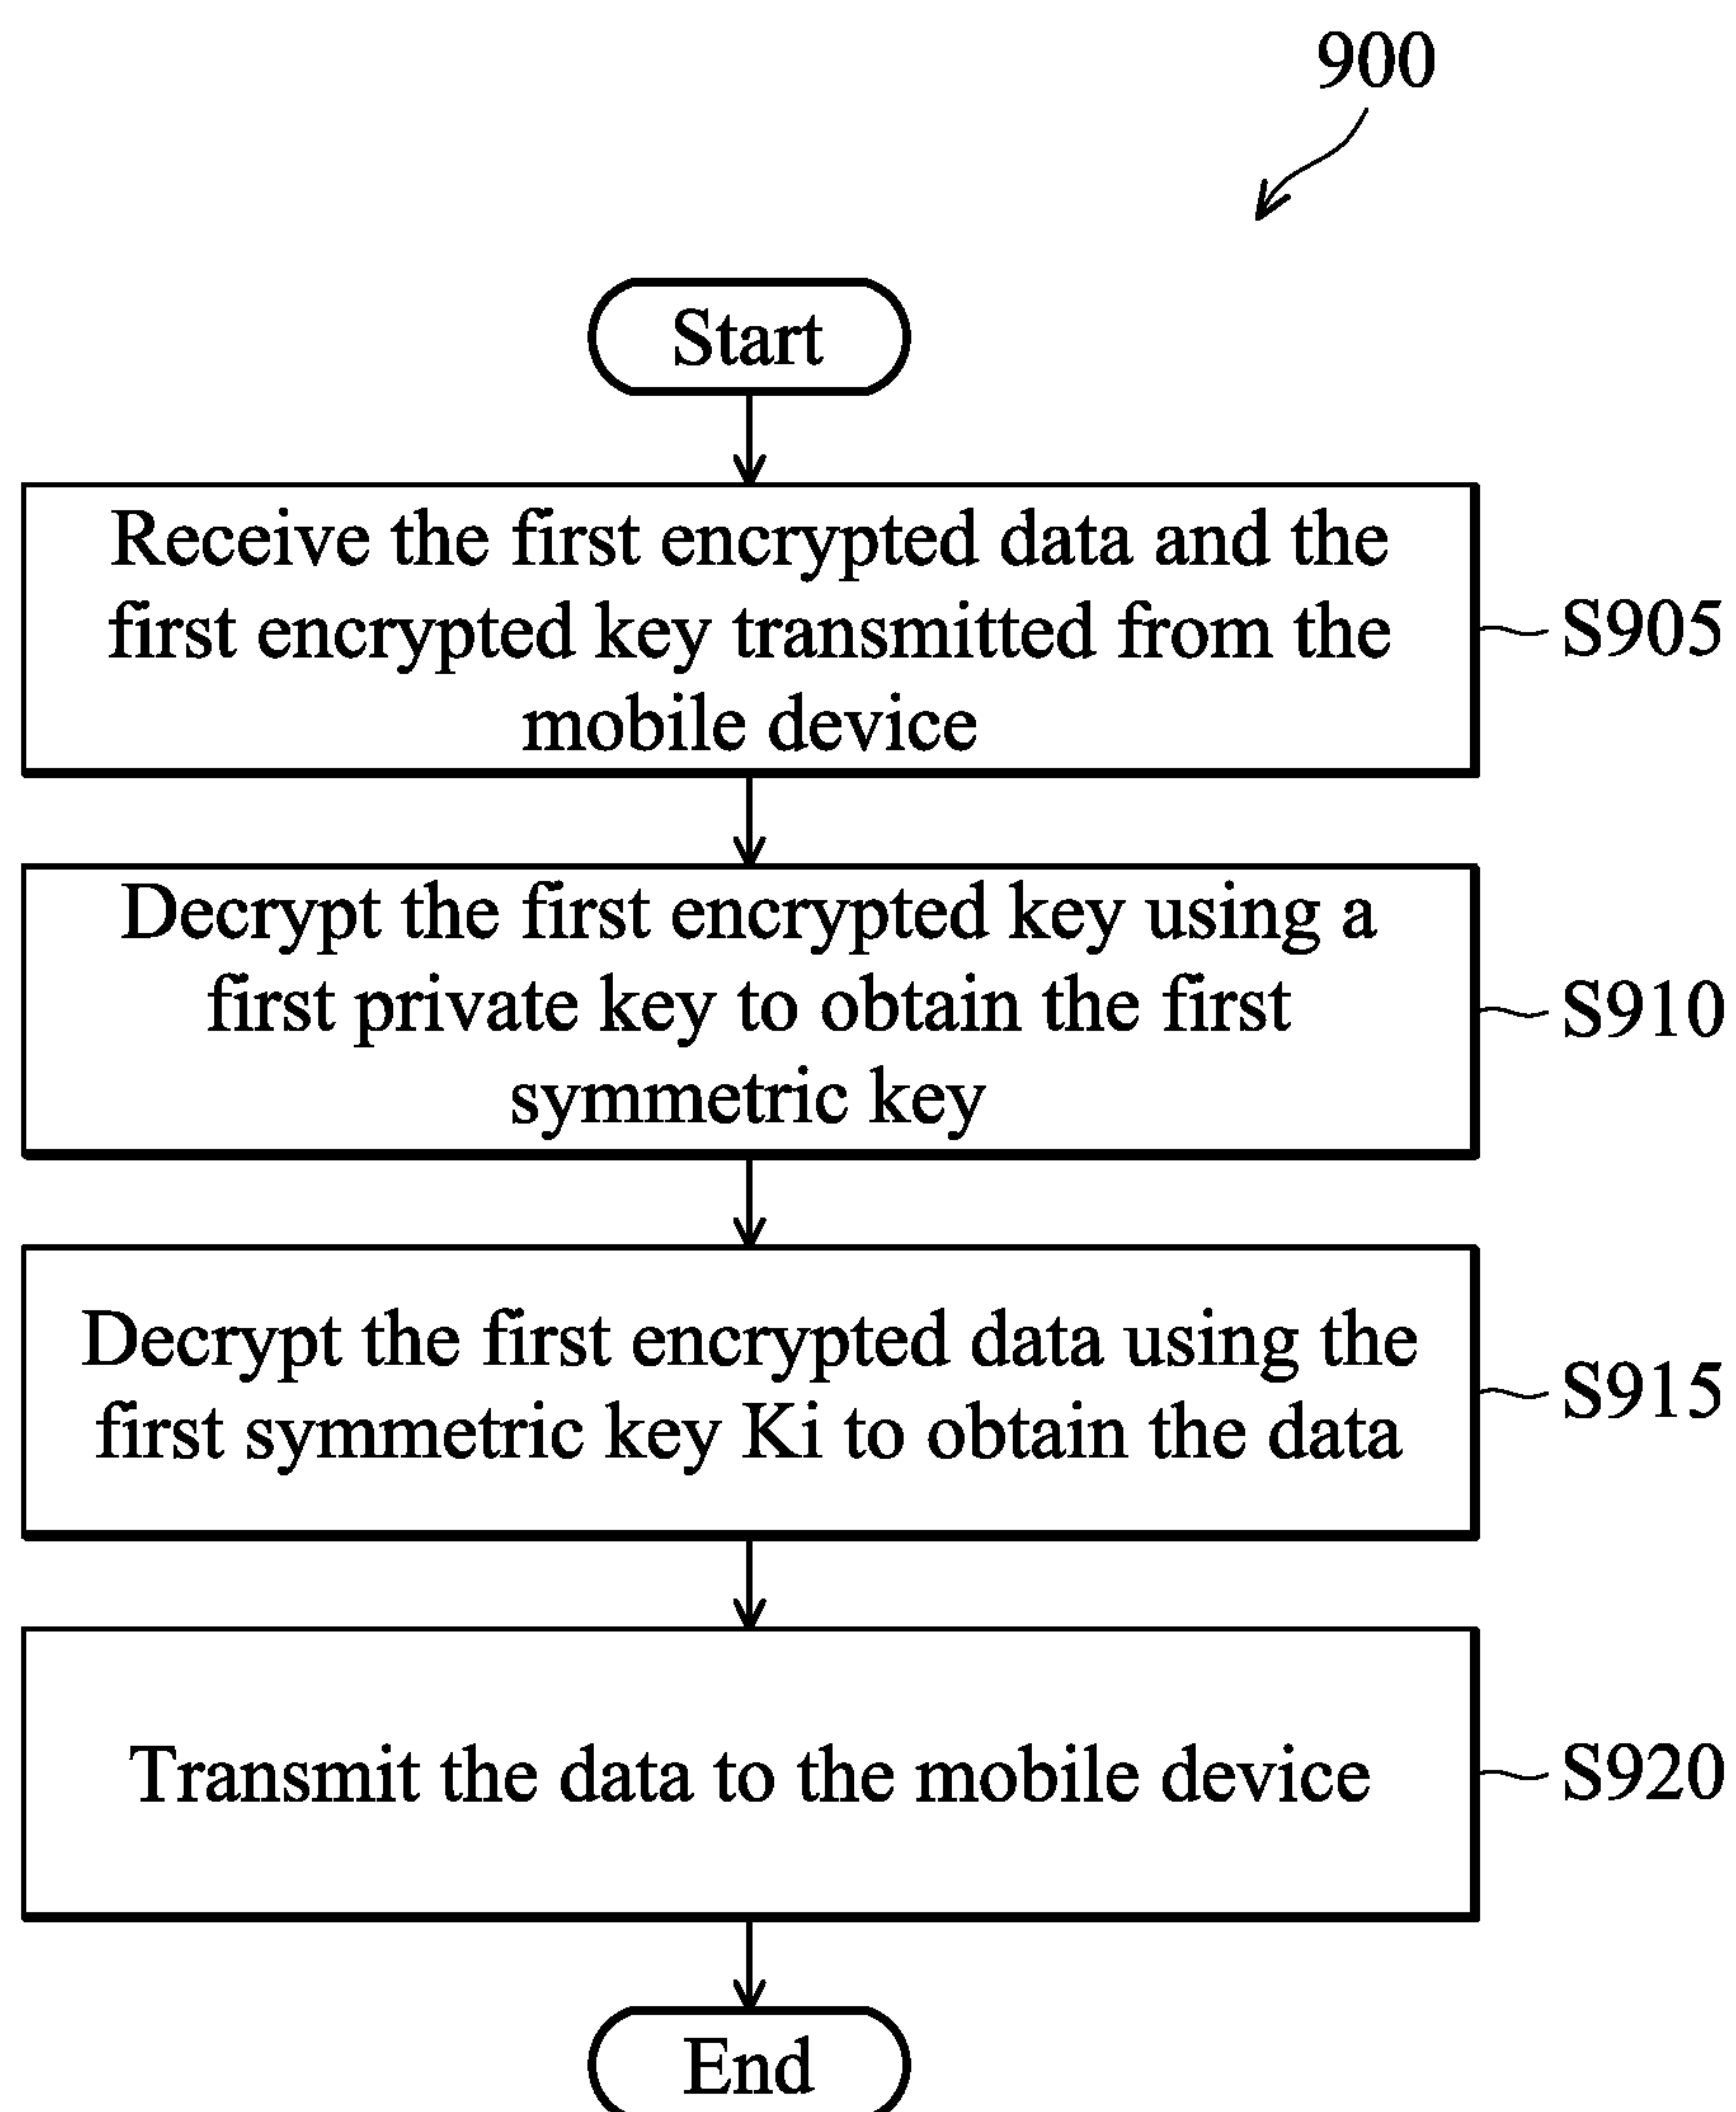 900
Start
Receive the first encrypted data and the
first encrypted key transmitted from the
mobile device
S905
Decrypt the first encrypted key using a
first private key to obtain the first
symmetric key
S910
Decrypt the first encrypted data using the
first symmetric key Ki to obtain the data
S915
Transmit the data to the mobile device
S920
End